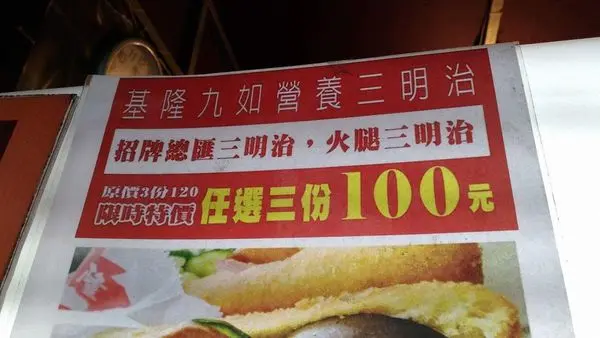 基隆九如營養三明治
招牌總匯三明治，火腿三明治
原價3份120
限時特價 任選三份100元